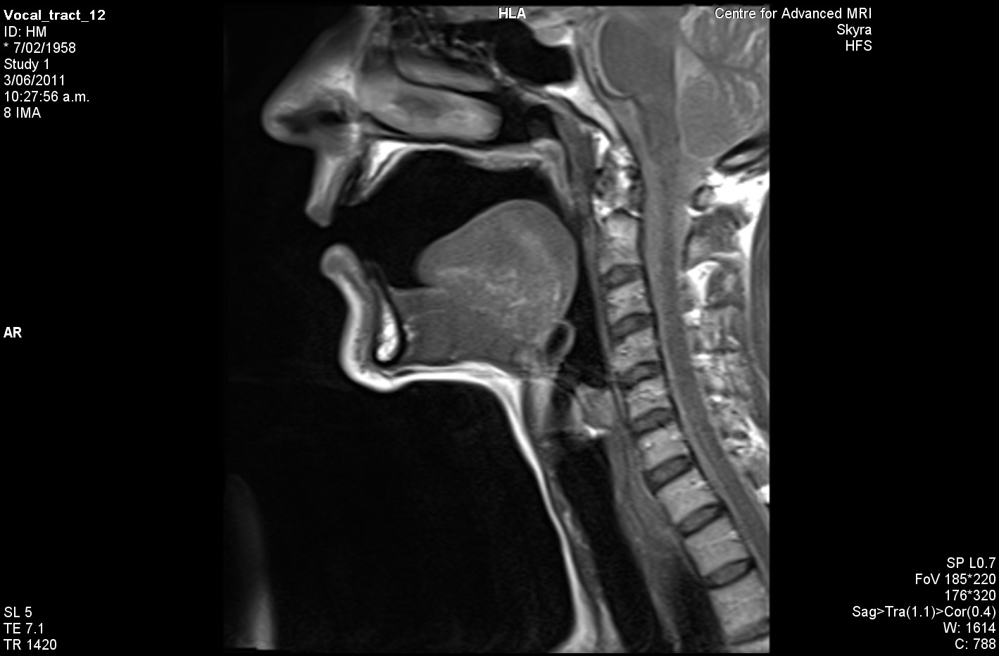 Vocal_tract_12
ID: HM
* 7/02/1958
Study 1
3/06/2011
10:27:56 a.m.
8 IMA
HLA
Centre for Advanced MRI
Skyra
HFS
AR
SL 5
TE 7.1
TR 1420
SP L0.7
FoV 185*220
176*320
Sag>Tra(1.1)>Cor(0.4)
W: 1614
C: 788